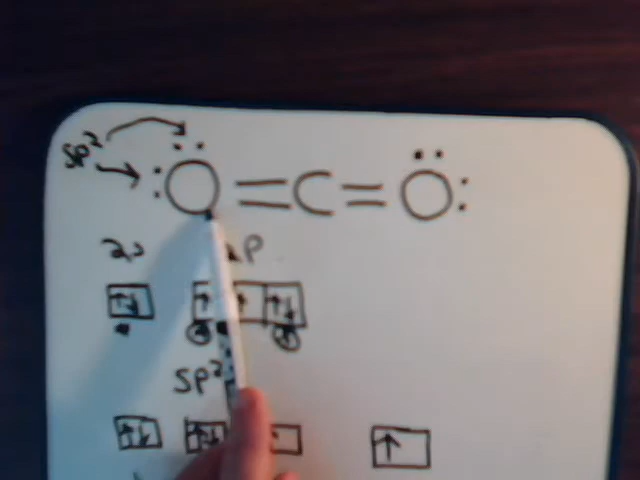 sp²
O=C=O
2s 2P
SP²